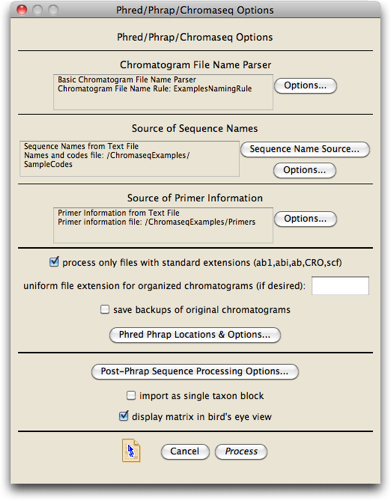 Phred/Phrap/Chromaseq Options
Phred/Phrap/Chromaseq Options
Chromatogram File Name Parser
Basic Chromatogram File Name Parser
Chromatogram File Name Rule: ExamplesNamingRule
Options...
Source of Sequence Names
Sequence Names from Text File
Names and codes file: /ChromaseqExamples/
SampleCodes
Sequence Name Source...
Options...
Source of Primer Information
Primer Information from Text File
Primer information file: /ChromaseqExamples/Primers
Options...
process only files with standard extensions (ab1,abi,ab,CRO,scf)
uniform file extension for organized chromatograms (if desired):
save backups of original chromatograms
Phred Phrap Locations & Options...
Post-Phrap Sequence Processing Options...
import as single taxon block
display matrix in bird's eye view
Cancel
Process